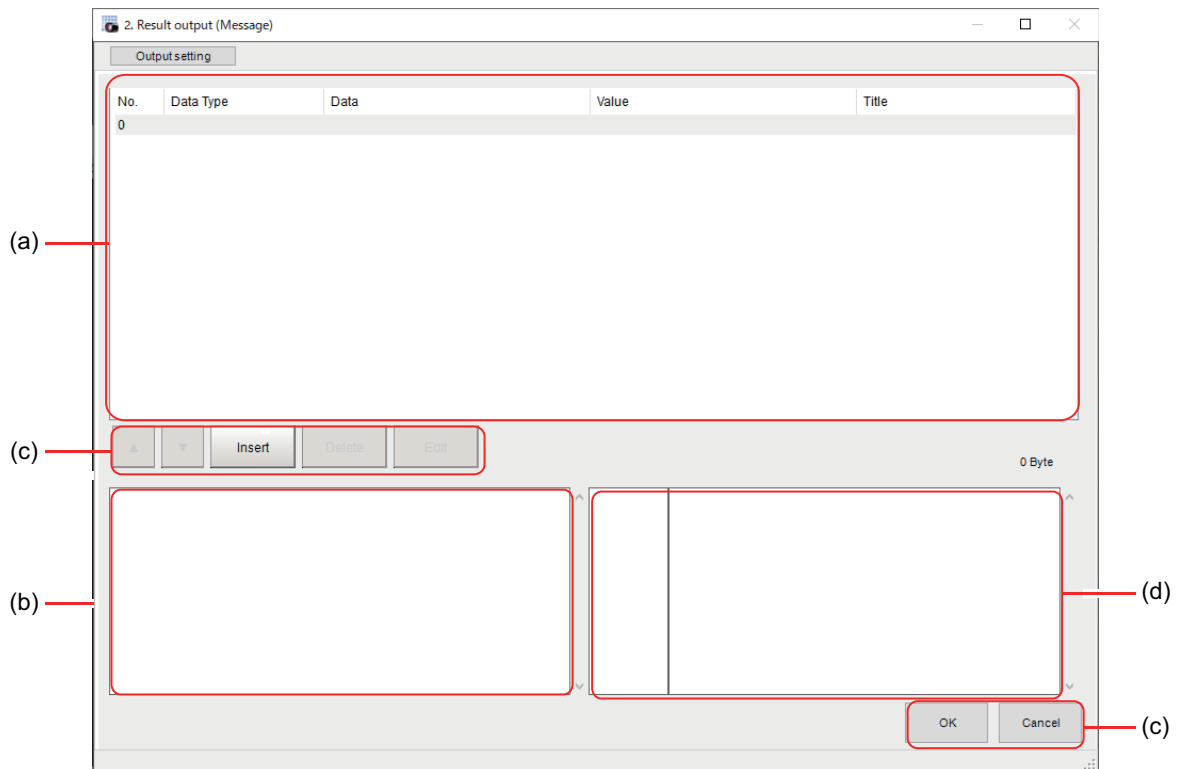 2. Result output (Message)
Output setting
No. Data Type Data Value Title
0
(a)
(c) ▲ ▼ Insert Delete Edit
0 Byte
(b)
(d)
OK Cancel (c)